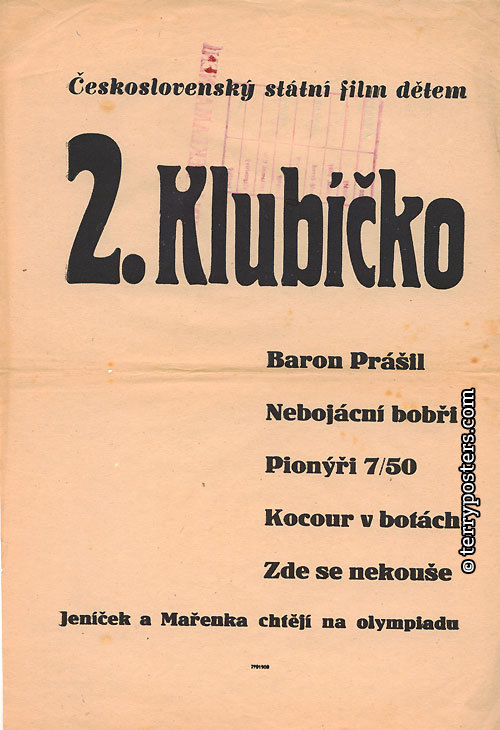 Československý státní film dětem
2. Klubíčko
Baron Prášil
Nebojácní bobři
Pionýři 7/50
Kocour v botách
Zde se nekouše
Jeníček a Mařenka chtějí na olympiadu
© terryposters.com